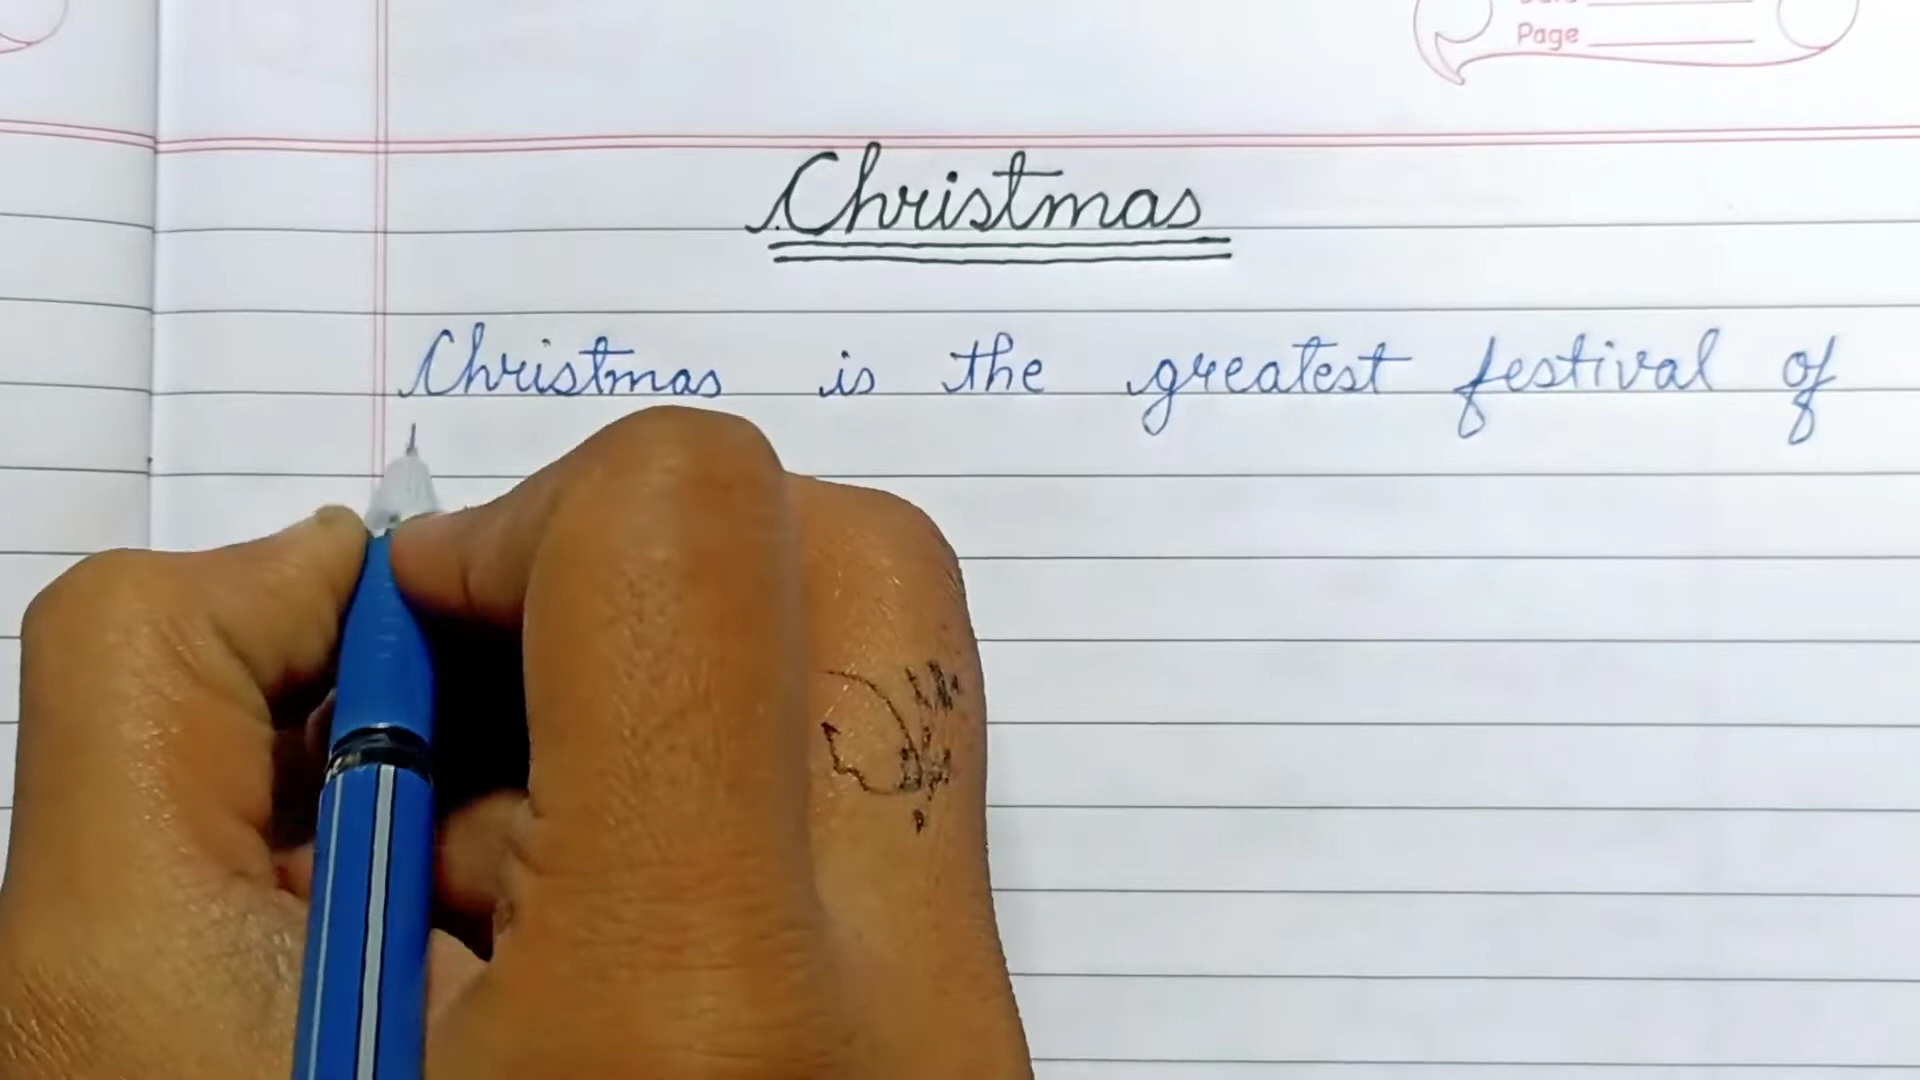 Page
Christmas
Christmas is the greatest festival of